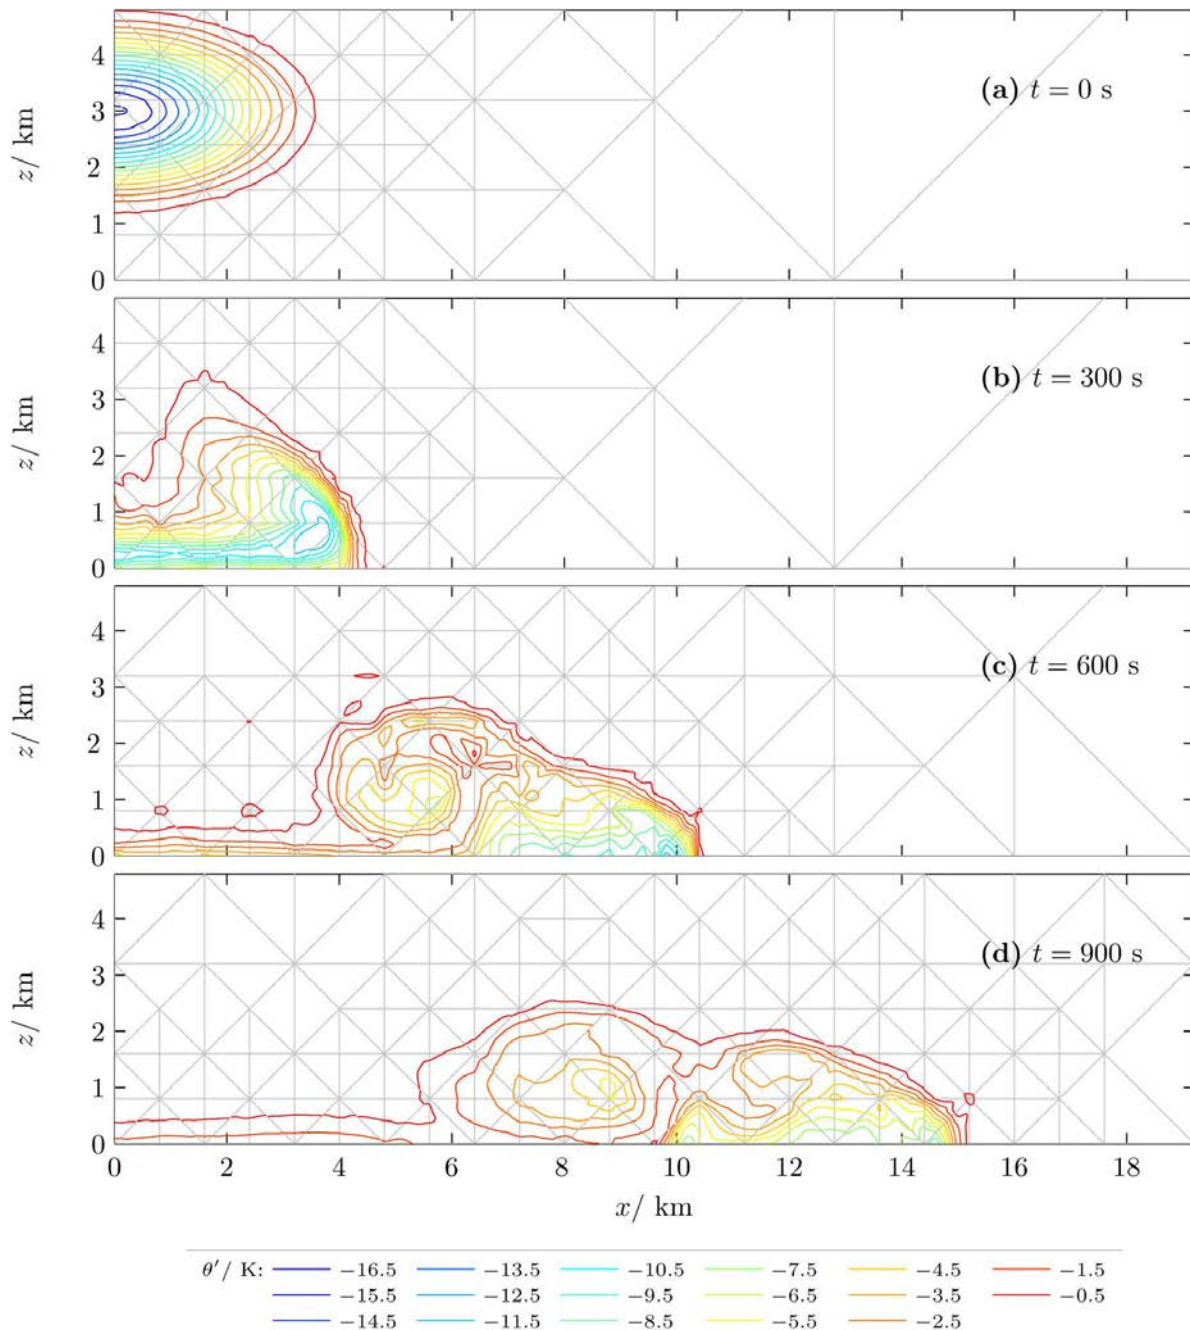 4
3
2
1
0
z/ km
(a) t = 0 s
4
3
2
1
0
z/ km
(b) t = 300 s
4
3
2
1
0
z/ km
(c) t = 600 s
4
3
2
1
0
z/ km
(d) t = 900 s
0 2 4 6 8 10 12 14 16 18
x/ km
θ′/ K: −16.5 −13.5 −10.5 −7.5 −4.5 −1.5
−15.5 −12.5 −9.5 −6.5 −3.5 −0.5
−14.5 −11.5 −8.5 −5.5 −2.5